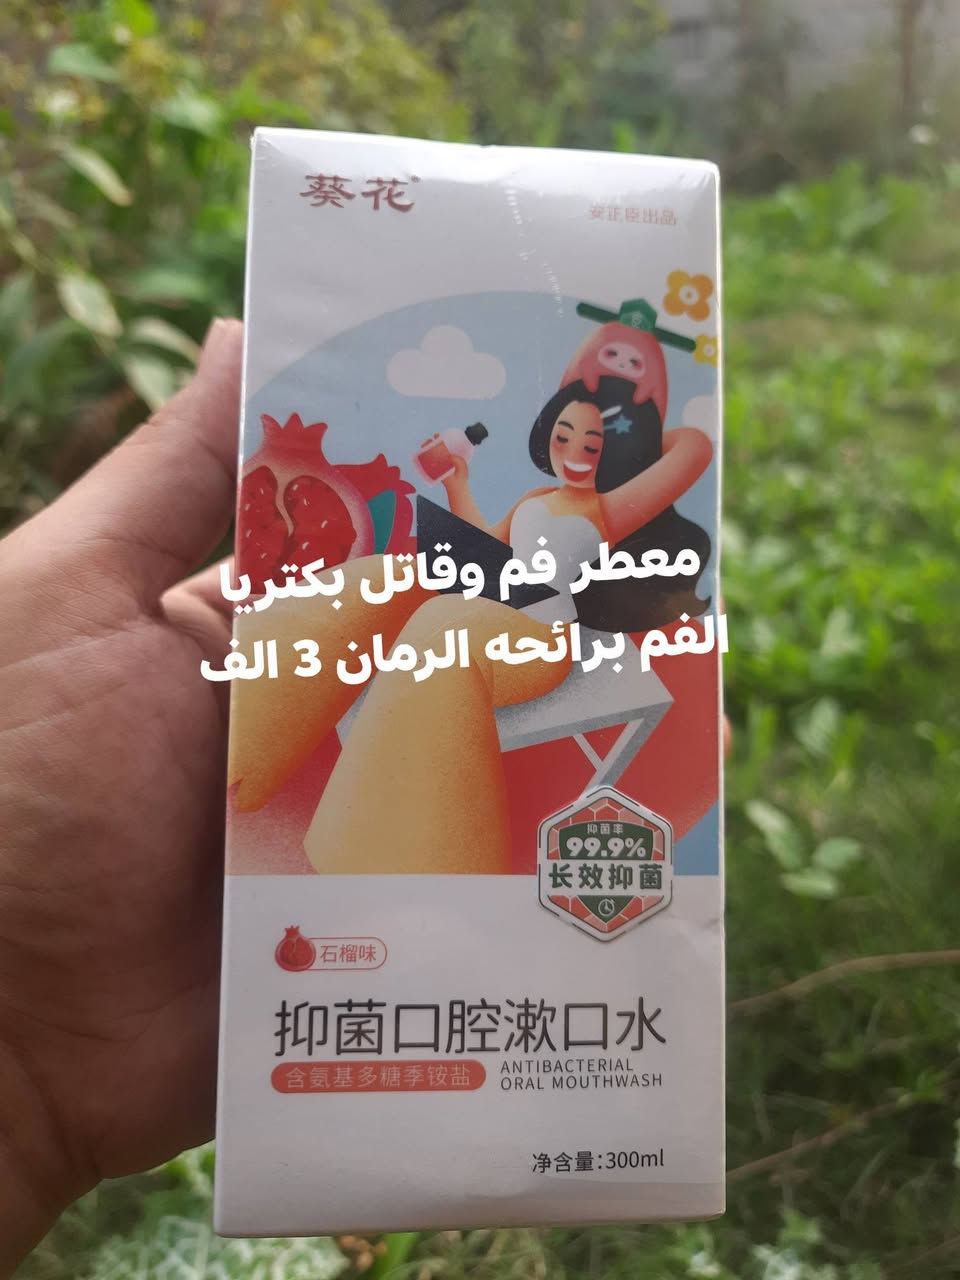 葵花®
安正臣出品
معطر فم وقاتل بكتريا
الفم برائحه الرمان 3 الف
抑菌率
99.9%
长效抑菌
石榴味
抑菌口腔漱口水
含氨基多糖季铵盐
ANTIBACTERIAL
ORAL MOUTHWASH
净含量:300ml